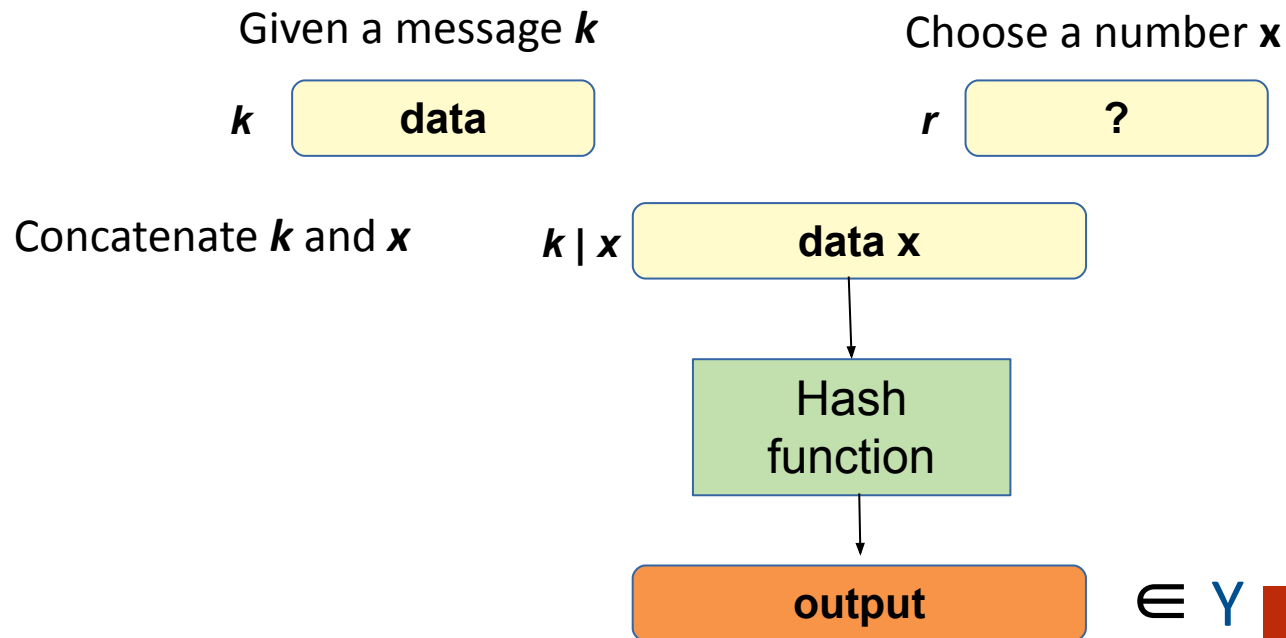 Given a message k
Choose a number x
k data
r ?
Concatenate k and x
k | x data x
Hash
function
output ∈ Y